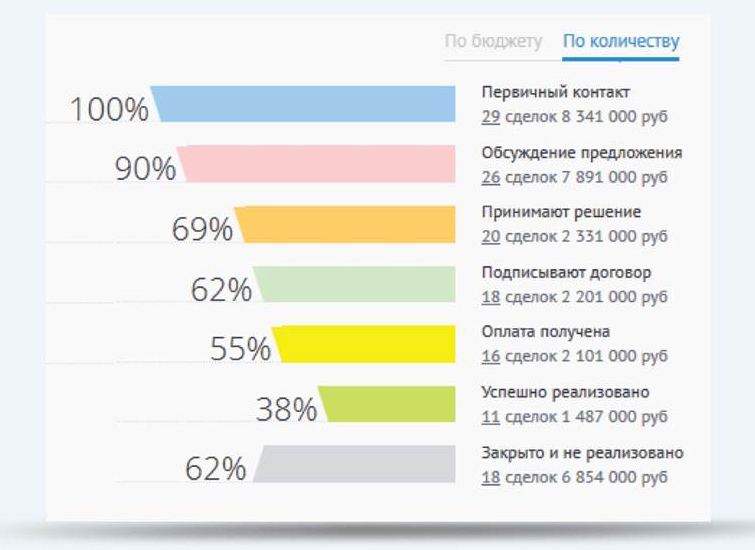 По бюджету По количеству
100% Первичный контакт
29 сделок 8 341 000 руб
90% Обсуждение предложения
26 сделок 7 891 000 руб
69% Принимают решение
20 сделок 2 331 000 руб
62% Подписывают договор
18 сделок 2 201 000 руб
55% Оплата получена
16 сделок 2 101 000 руб
38% Успешно реализовано
11 сделок 1 487 000 руб
62% Закрыто и не реализовано
18 сделок 6 854 000 руб